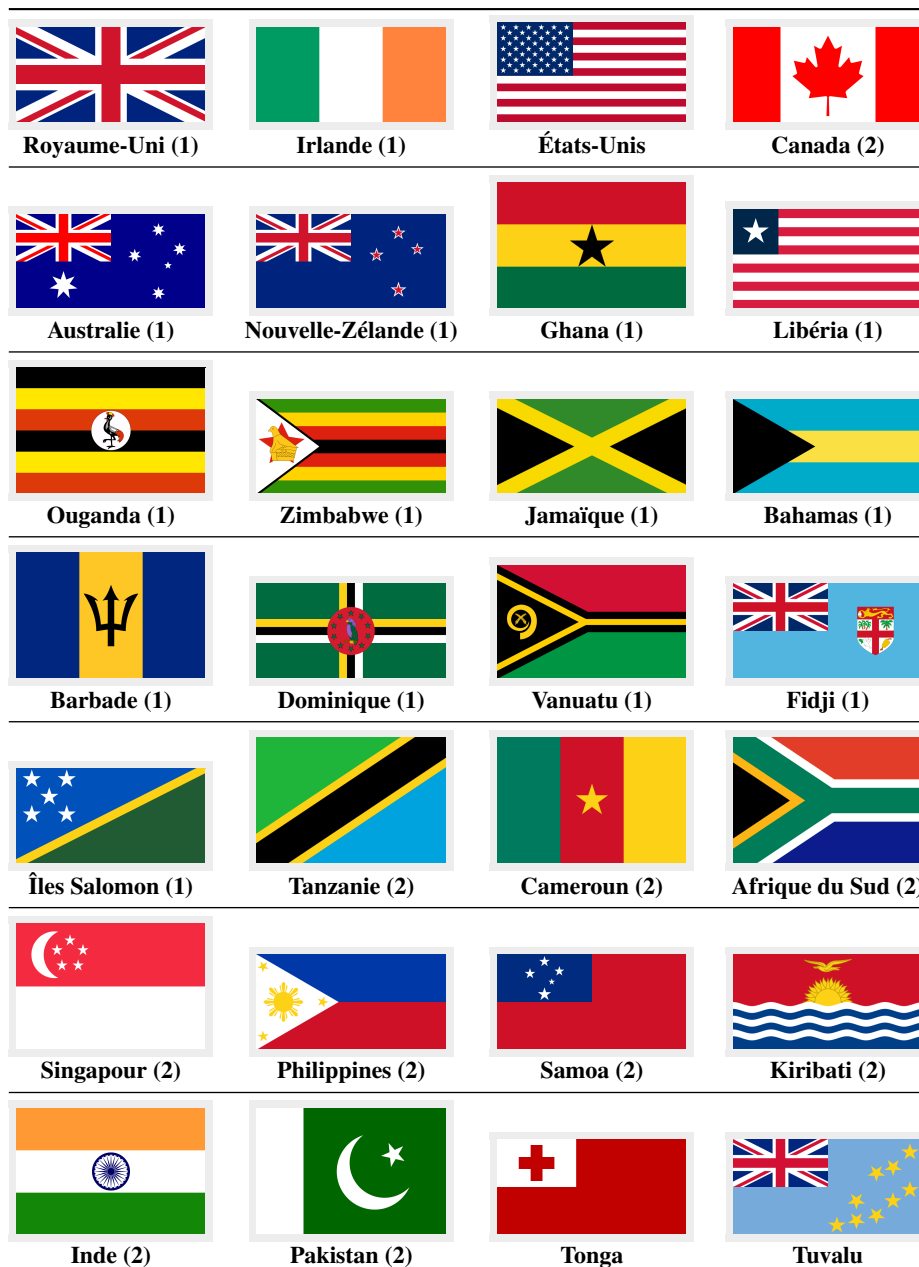 Royaume-Uni (1) Irlande (1) États-Unis Canada (2)
Australie (1) Nouvelle-Zélande (1) Ghana (1) Libéria (1)
Ouganda (1) Zimbabwe (1) Jamaïque (1) Bahamas (1)
Barbade (1) Dominique (1) Vanuatu (1) Fidji (1)
Îles Salomon (1) Tanzanie (2) Cameroun (2) Afrique du Sud (2)
Singapour (2) Philippines (2) Samoa (2) Kiribati (2)
Inde (2) Pakistan (2) Tonga Tuvalu